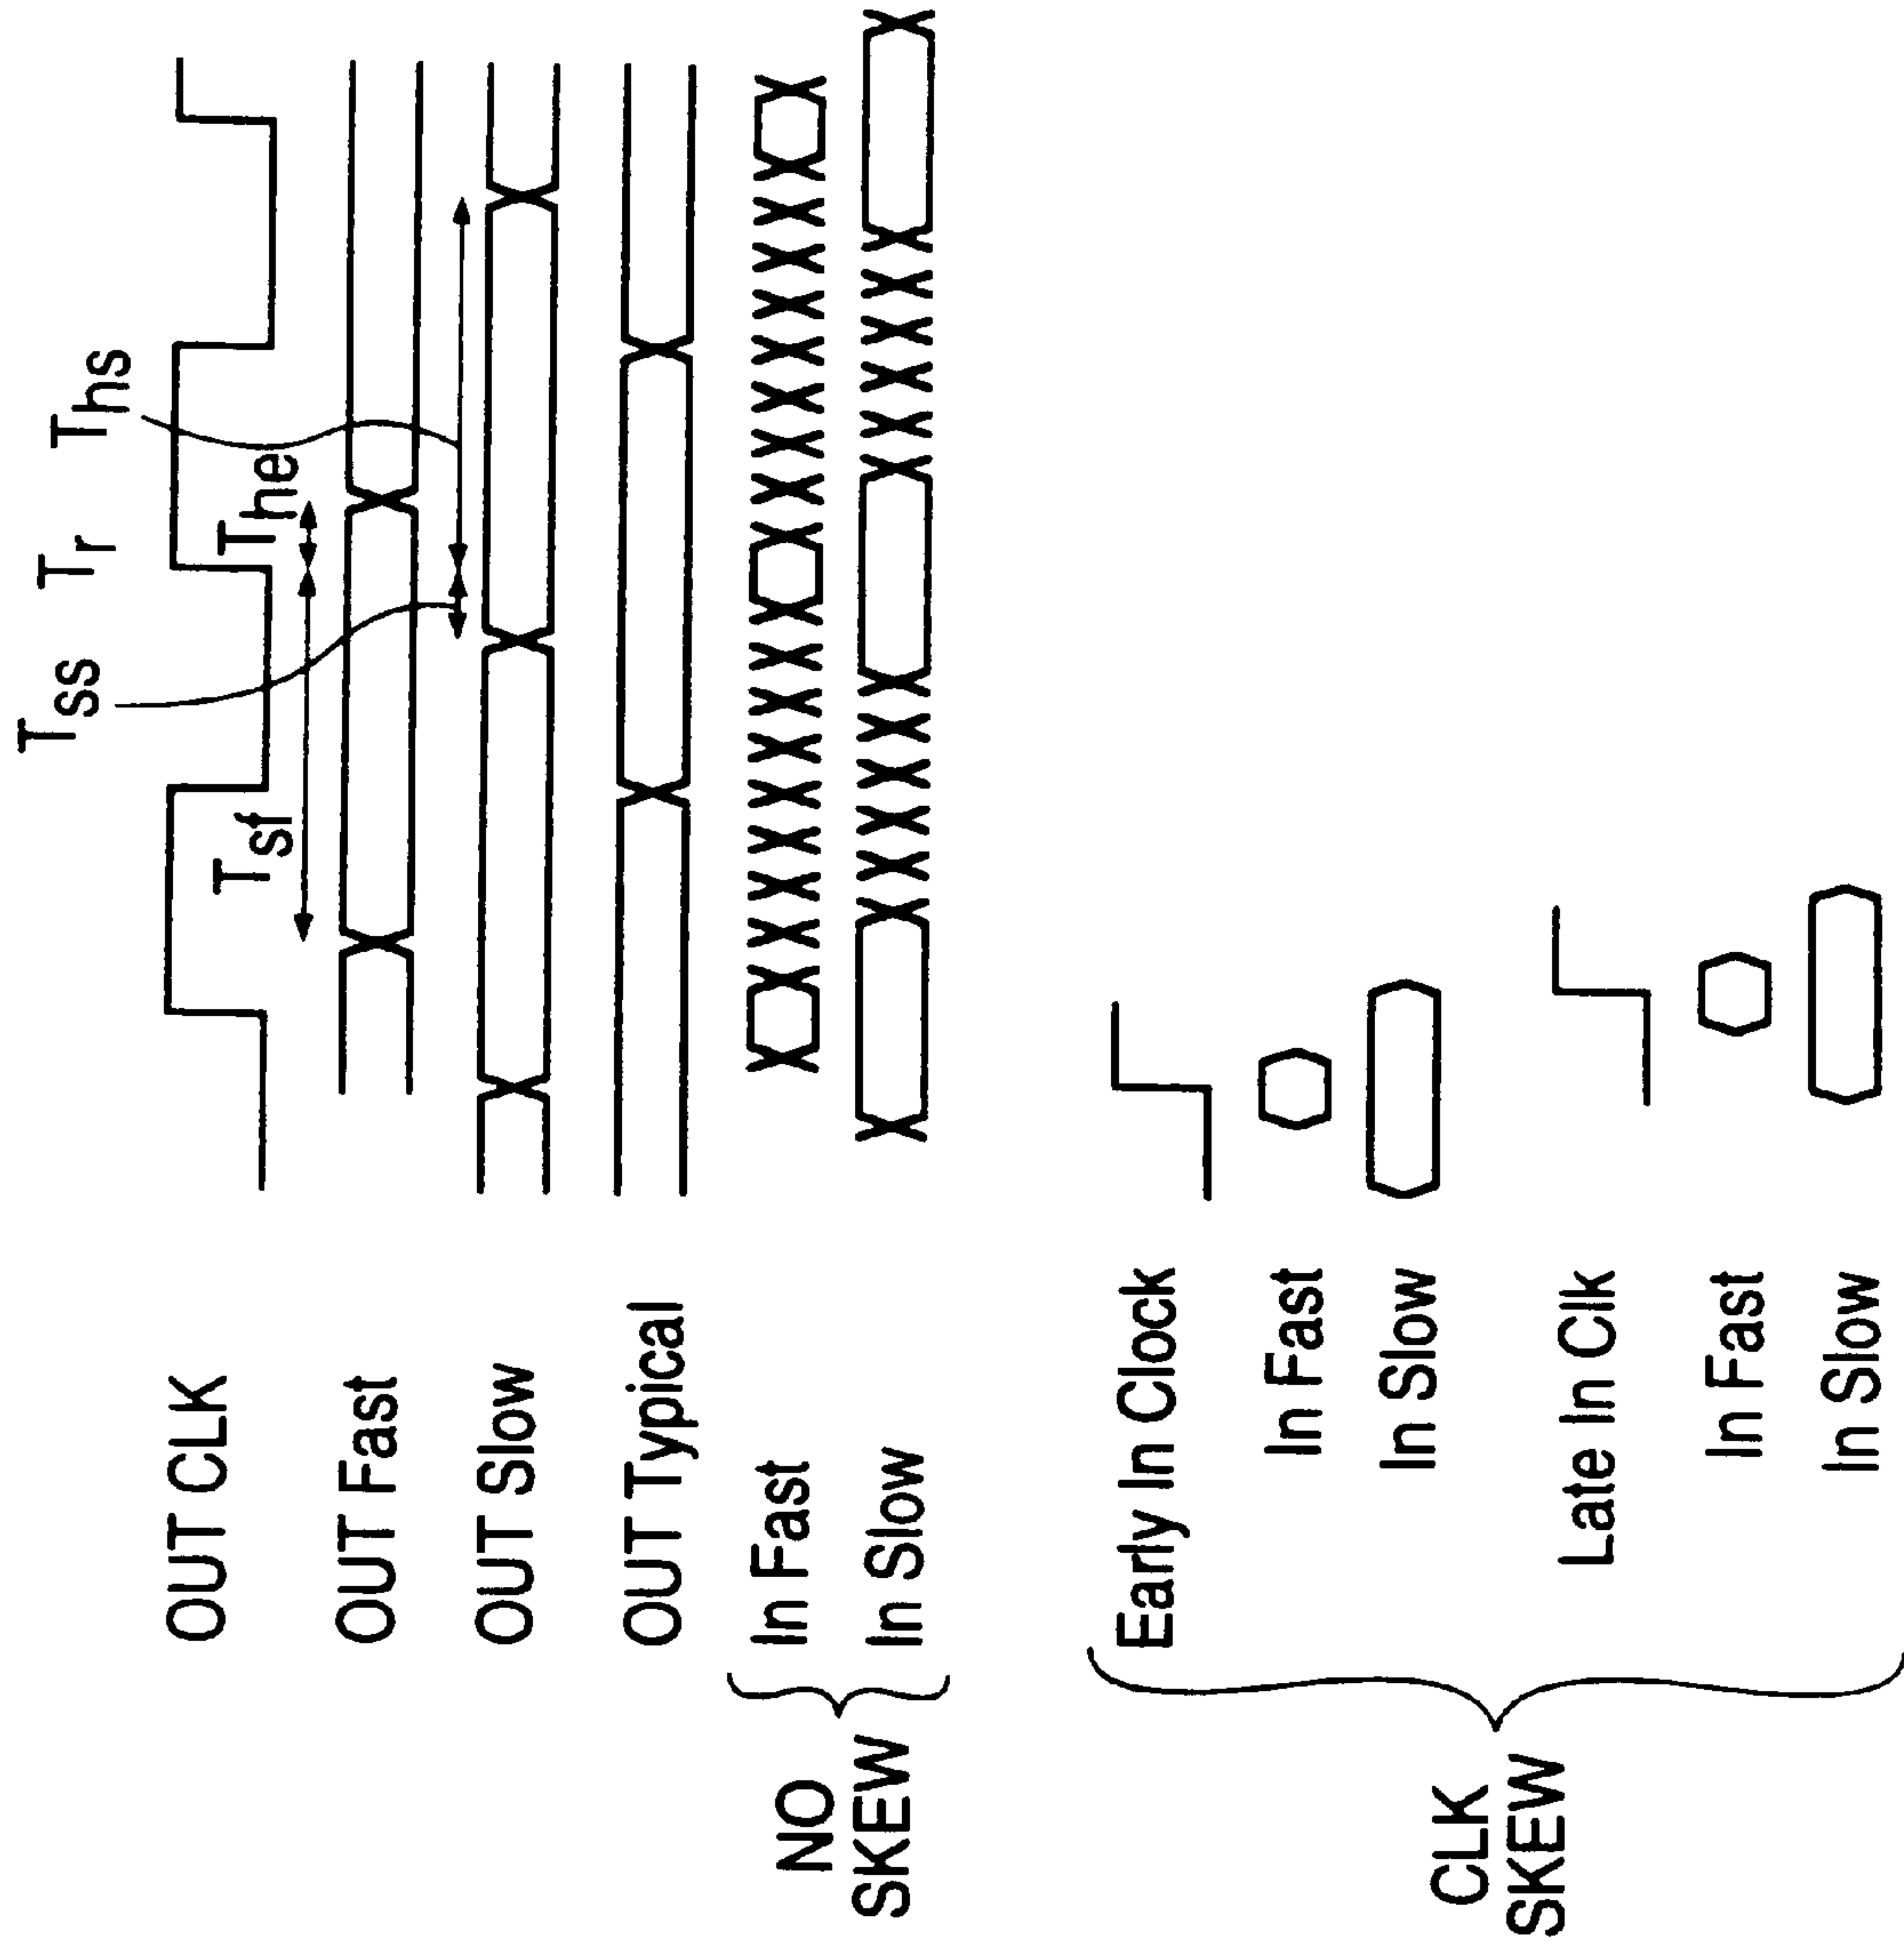 Tss
Tr
Ths
Tsf
The
OUT CLK
OUT Fast
OUT Slow
OUT Typical
NO
SKEW
In Fast
In Slow
CLK
SKEW
Early In Clock
In Fast
In Slow
Late In Clk
In Fast
In Slow